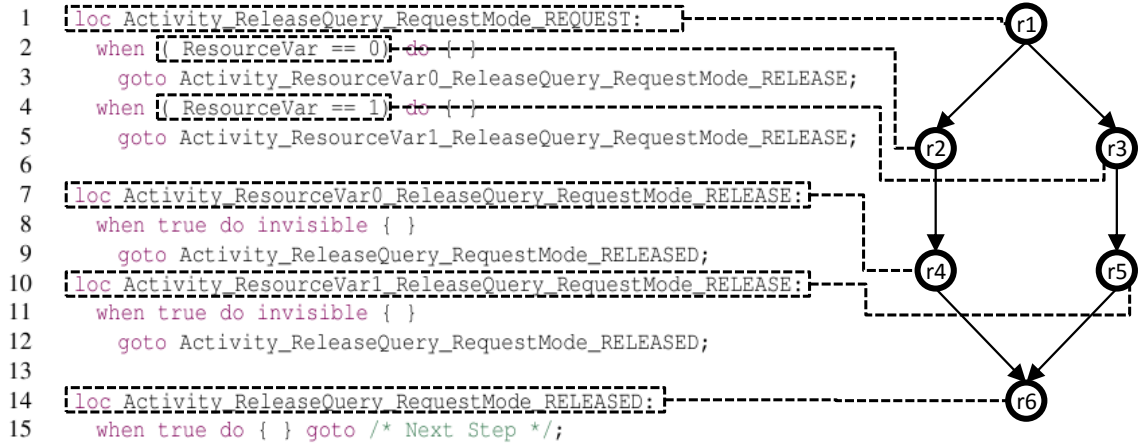 1 loc Activity_ReleaseQuery_RequestMode_REQUEST:
2 when ( ResourceVar == 0) do { }
3 goto Activity_ResourceVar0_ReleaseQuery_RequestMode_RELEASE;
4 when ( ResourceVar == 1) do { }
5 goto Activity_ResourceVar1_ReleaseQuery_RequestMode_RELEASE;
6
7 loc Activity_ResourceVar0_ReleaseQuery_RequestMode_RELEASE:
8 when true do invisible { }
9 goto Activity_ReleaseQuery_RequestMode_RELEASED;
10 loc Activity_ResourceVar1_ReleaseQuery_RequestMode_RELEASE:
11 when true do invisible { }
12 goto Activity_ReleaseQuery_RequestMode_RELEASED;
13
14 loc Activity_ReleaseQuery_RequestMode_RELEASED:
15 when true do { } goto /* Next Step */;
r1
r2 r3
r4 r5
r6